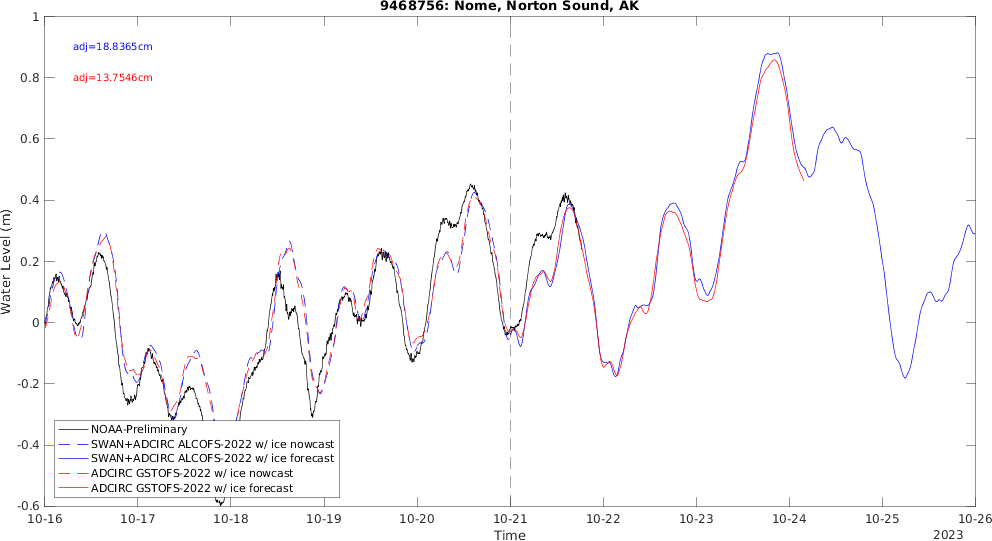 9468756: Nome, Norton Sound, AK
1
adj=18.8365cm
0.8
adj=13.7546cm
0.6
0.4
0.2
0
-0.2
-0.4
-0.6
Water Level (m)
NOAA-Preliminary
SWAN+ADCIRC ALCOFS-2022 w/ ice nowcast
SWAN+ADCIRC ALCOFS-2022 w/ ice forecast
ADCIRC GSTOFS-2022 w/ ice nowcast
ADCIRC GSTOFS-2022 w/ ice forecast
10-16 10-17 10-18 10-19 10-20 10-21 10-22 10-23 10-24 10-25 10-26
Time
2023